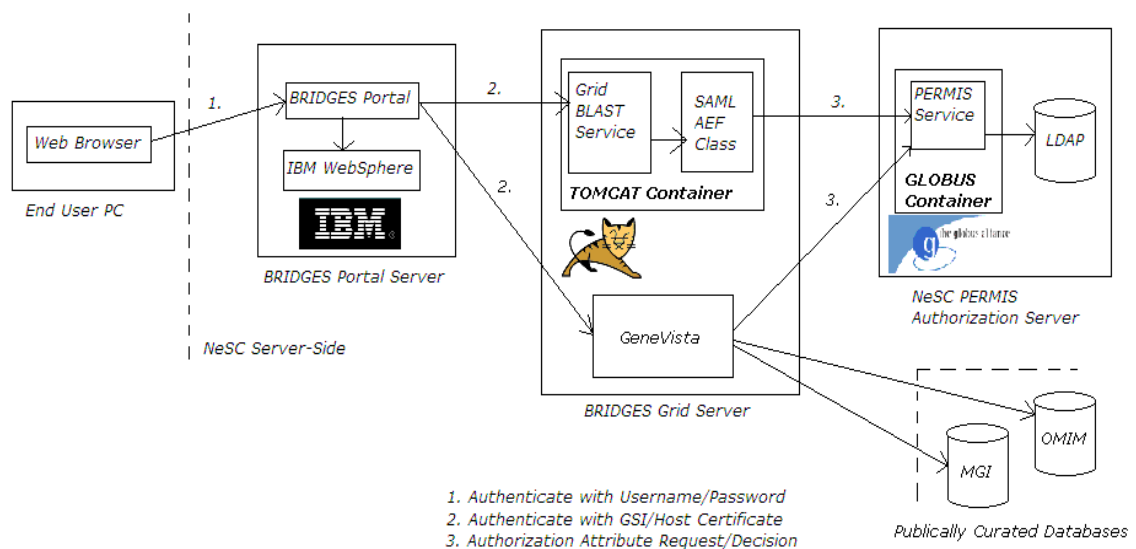 Web Browser
End User PC
1.
NeSC Server-Side
BRIDGES Portal
IBM WebSphere
IBM
®
BRIDGES Portal Server
2.
2.
Grid
BLAST
Service
SAML
AEF
Class
TOMCAT Container
GeneVista
BRIDGES Grid Server
3.
3.
PERMIS
Service
LDAP
GLOBUS
Container
g
the globus alliance
NeSC PERMIS
Authorization Server
OMIM
MGI
Publically Curated Databases
1. Authenticate with Username/Password
2. Authenticate with GSI/Host Certificate
3. Authorization Attribute Request/Decision